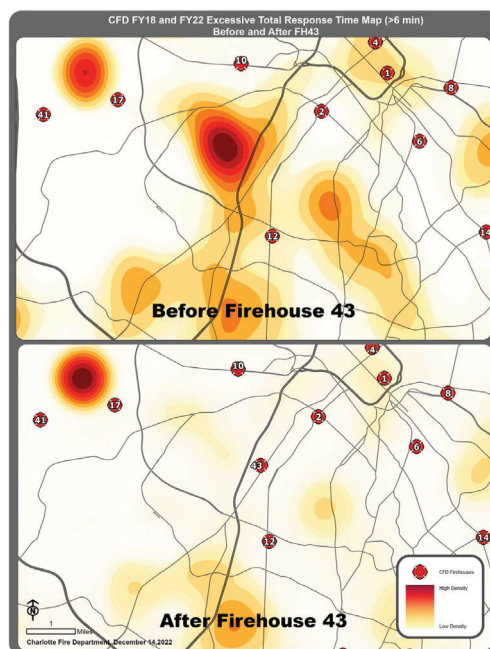 CFD FY18 and FY22 Excessive Total Response Time Map (>6 min)
Before and After FH43
4
10
1
17
8
41
2
6
12
14
Before Firehouse 43
4
10
1
17
8
41
2
6
43
12
14
CFD Firehouses
High Density
Low Density
After Firehouse 43
N
1
Miles
Charlotte Fire Department, December 14,2022